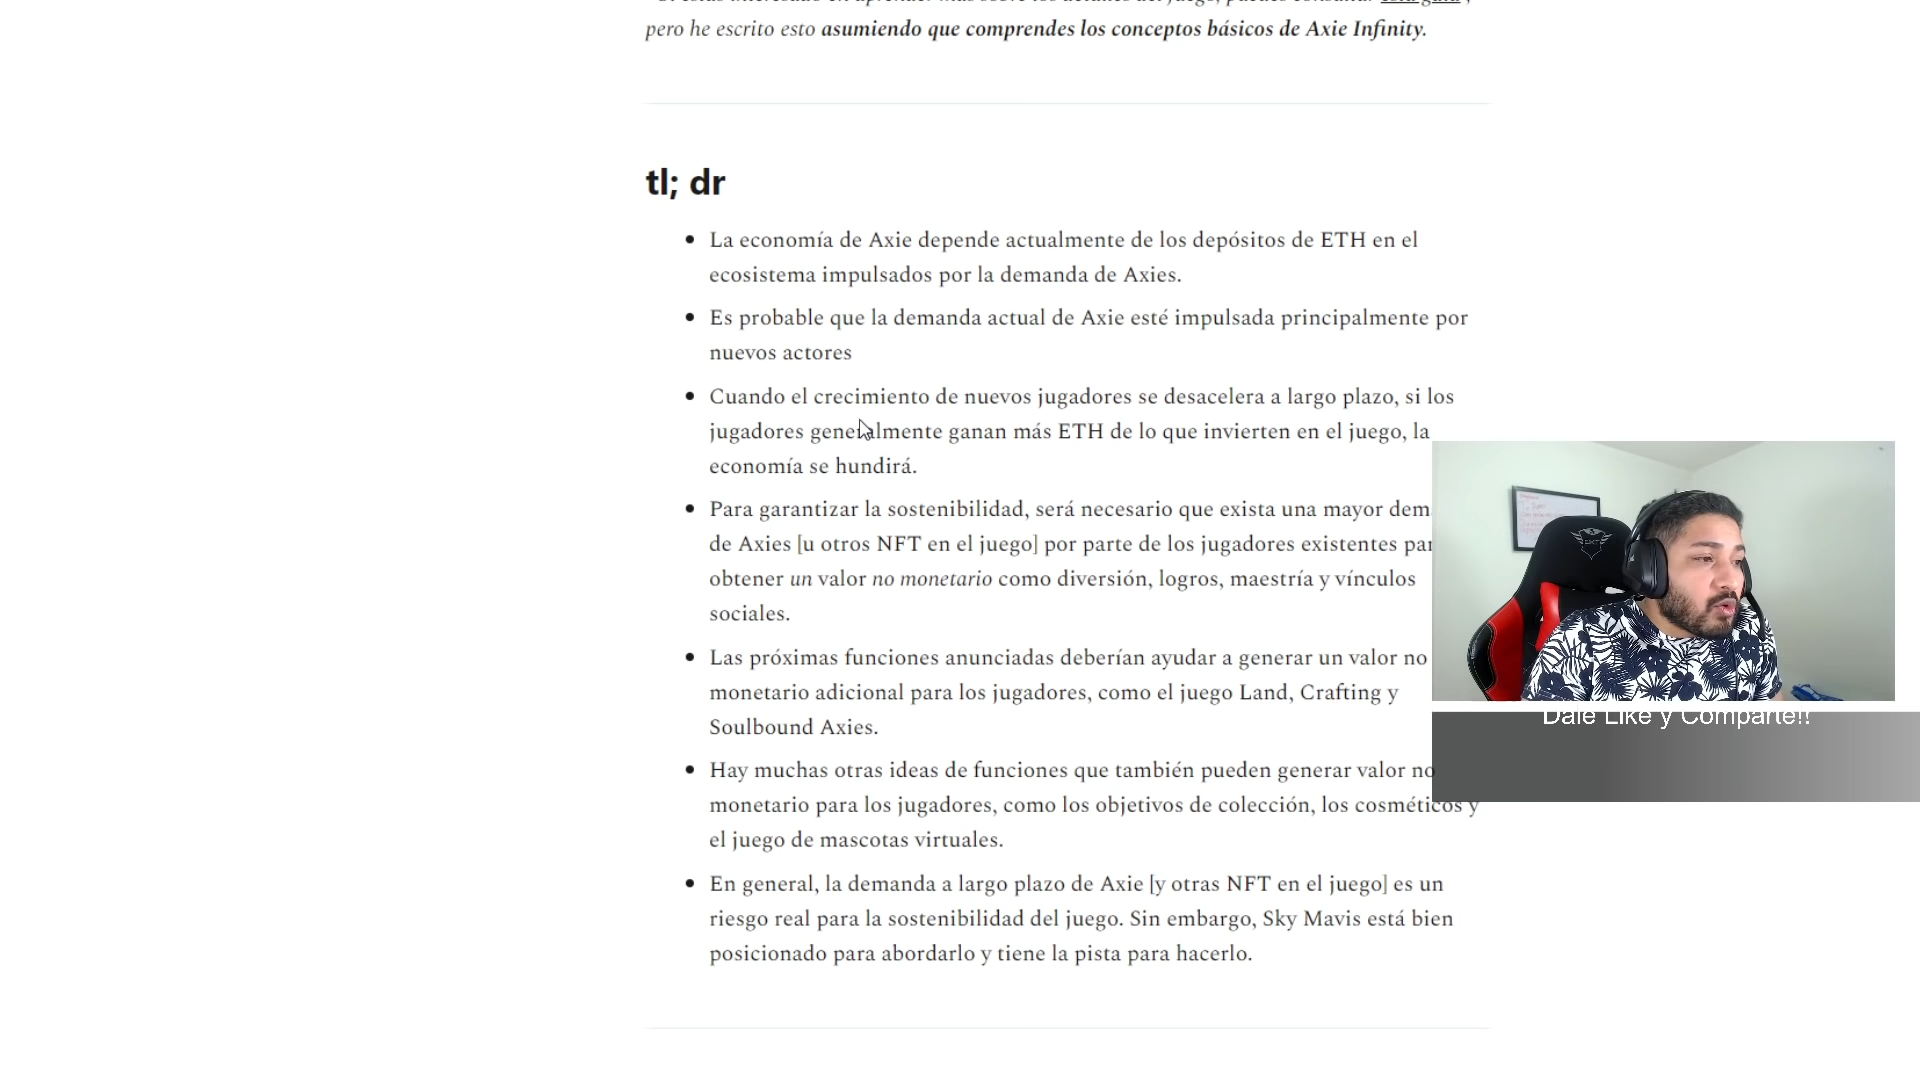 pero he escrito esto asumiendo que comprendes los conceptos básicos de Axie Infinity.
tl; dr
La economía de Axie depende actualmente de los depósitos de ETH en el
ecosistema impulsados por la demanda de Axies.
Es probable que la demanda actual de Axie esté impulsada principalmente por
nuevos actores
Cuando el crecimiento de nuevos jugadores se desacelera a largo plazo, si los
jugadores generalmente ganan más ETH de lo que invierten en el juego, la
economía se hundirá.
Para garantizar la sostenibilidad, será necesario que exista una mayor dem
de Axies [u otros NFT en el juego] por parte de los jugadores existentes par
obtener un valor no monetario como diversión, logros, maestría y vínculos
sociales.
Las próximas funciones anunciadas deberían ayudar a generar un valor no
monetario adicional para los jugadores, como el juego Land, Crafting y
Soulbound Axies.
Hay muchas otras ideas de funciones que también pueden generar valor no
monetario para los jugadores, como los objetivos de colección, los cosméticos y
el juego de mascotas virtuales.
En general, la demanda a largo plazo de Axie [y otras NFT en el juego] es un
riesgo real para la sostenibilidad del juego. Sin embargo, Sky Mavis está bien
posicionado para abordarlo y tiene la pista para hacerlo.
Dale Like y Comparte!!